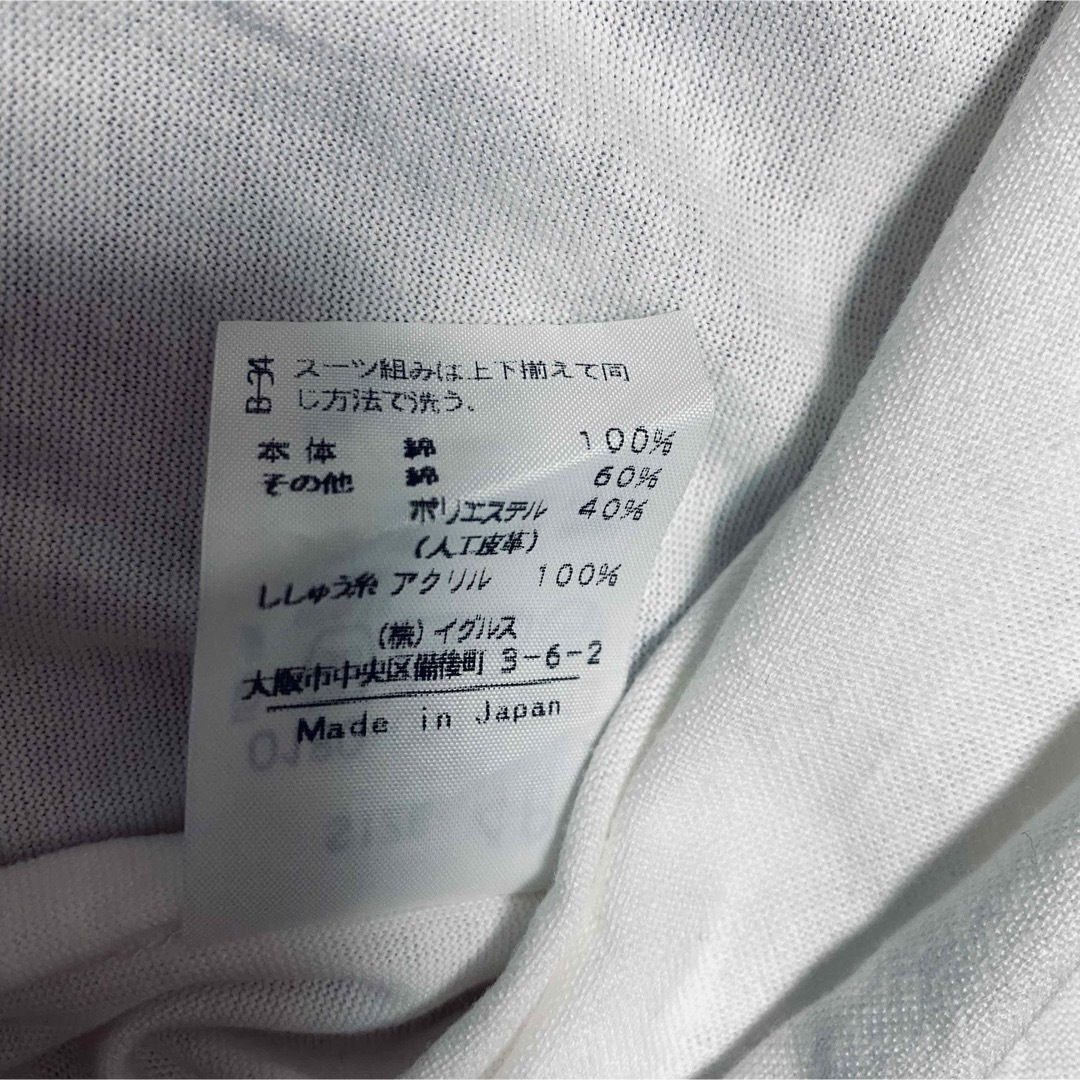 B-34
スーツ組みは上下揃えて同
じ方法で洗う.
本体 綿 100%
その他 綿 60%
ポリエステル 40%
(人工皮革)
ししゅう糸 アクリル 100%
(株)イグルス
大阪市中央区備後町 3-6-2
Made in Japan